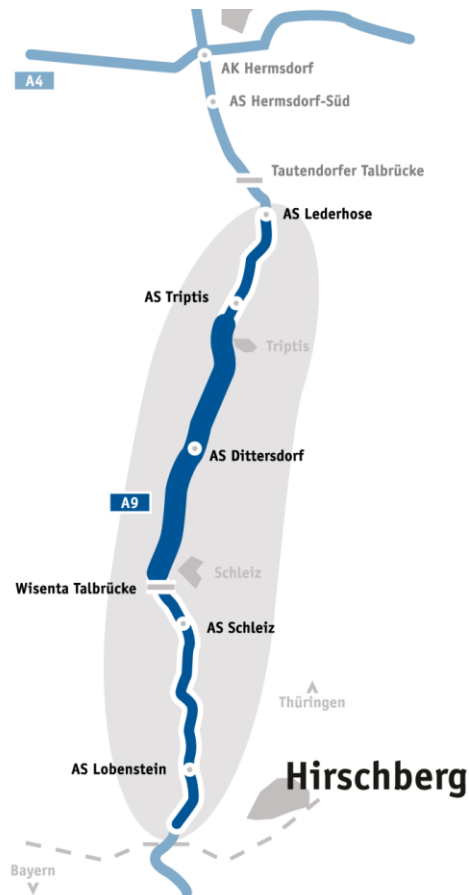 AK Hermsdorf
A4
AS Hermsdorf-Süd
Tautendorfer Talbrücke
AS Lederhose
AS Triptis
Triptis
AS Dittersdorf
A9
Schleiz
Wisenta Talbrücke
AS Schleiz
Thüringen
AS Lobenstein
Hirschberg
Bayern